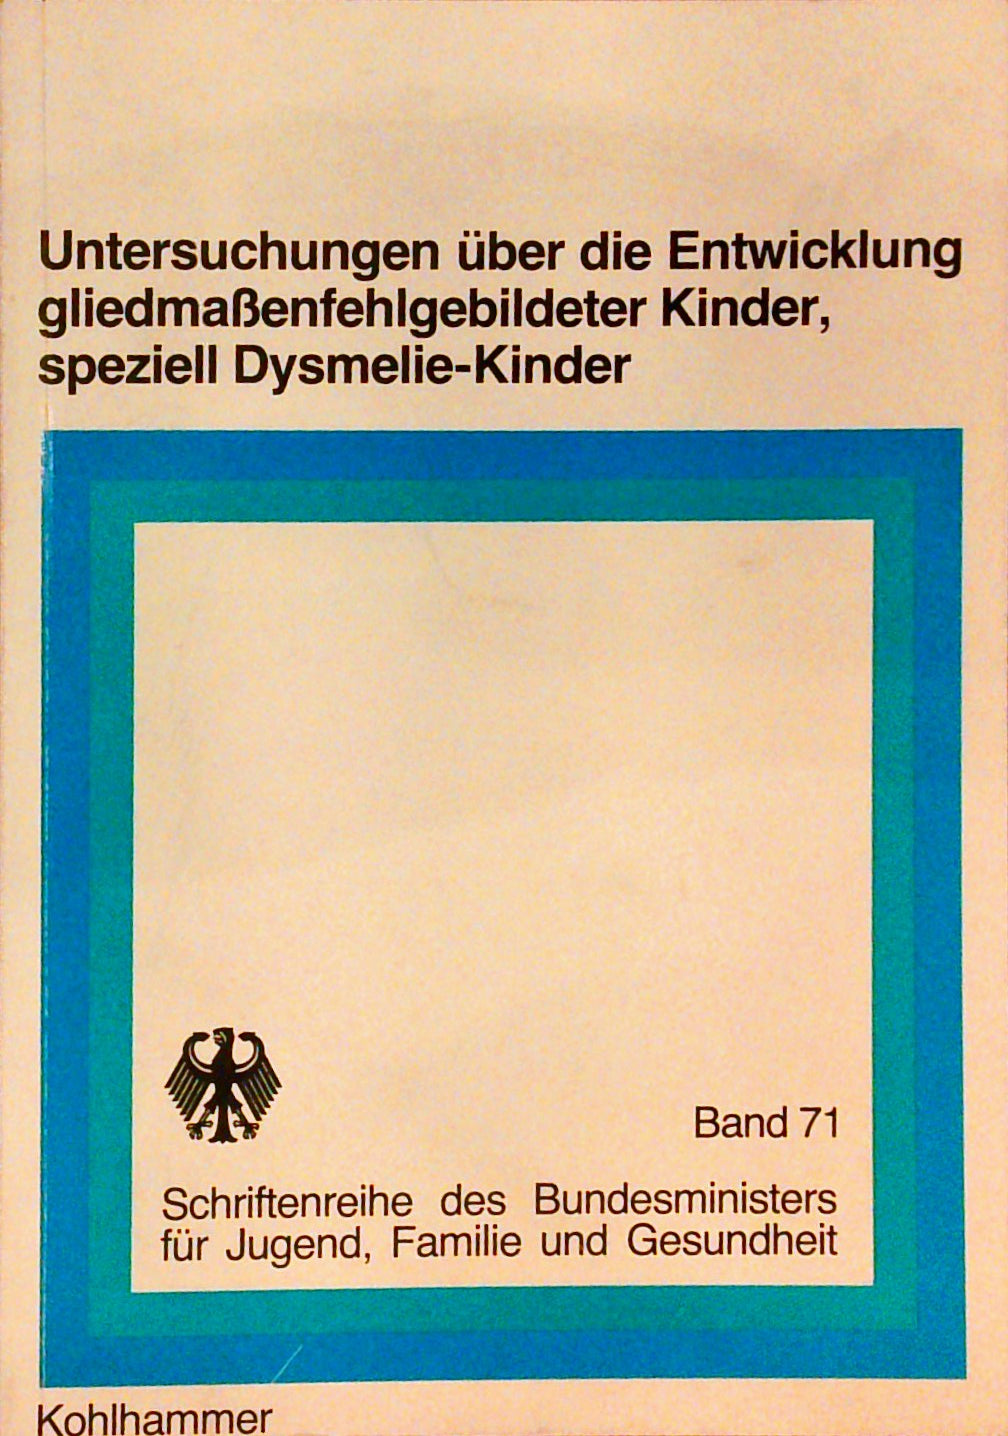 Untersuchungen über die Entwicklung
gliedmaßenfehlgebildeter Kinder,
speziell Dysmelie-Kinder
Band 71
Schriftenreihe des Bundesministers
für Jugend, Familie und Gesundheit
Kohlhammer